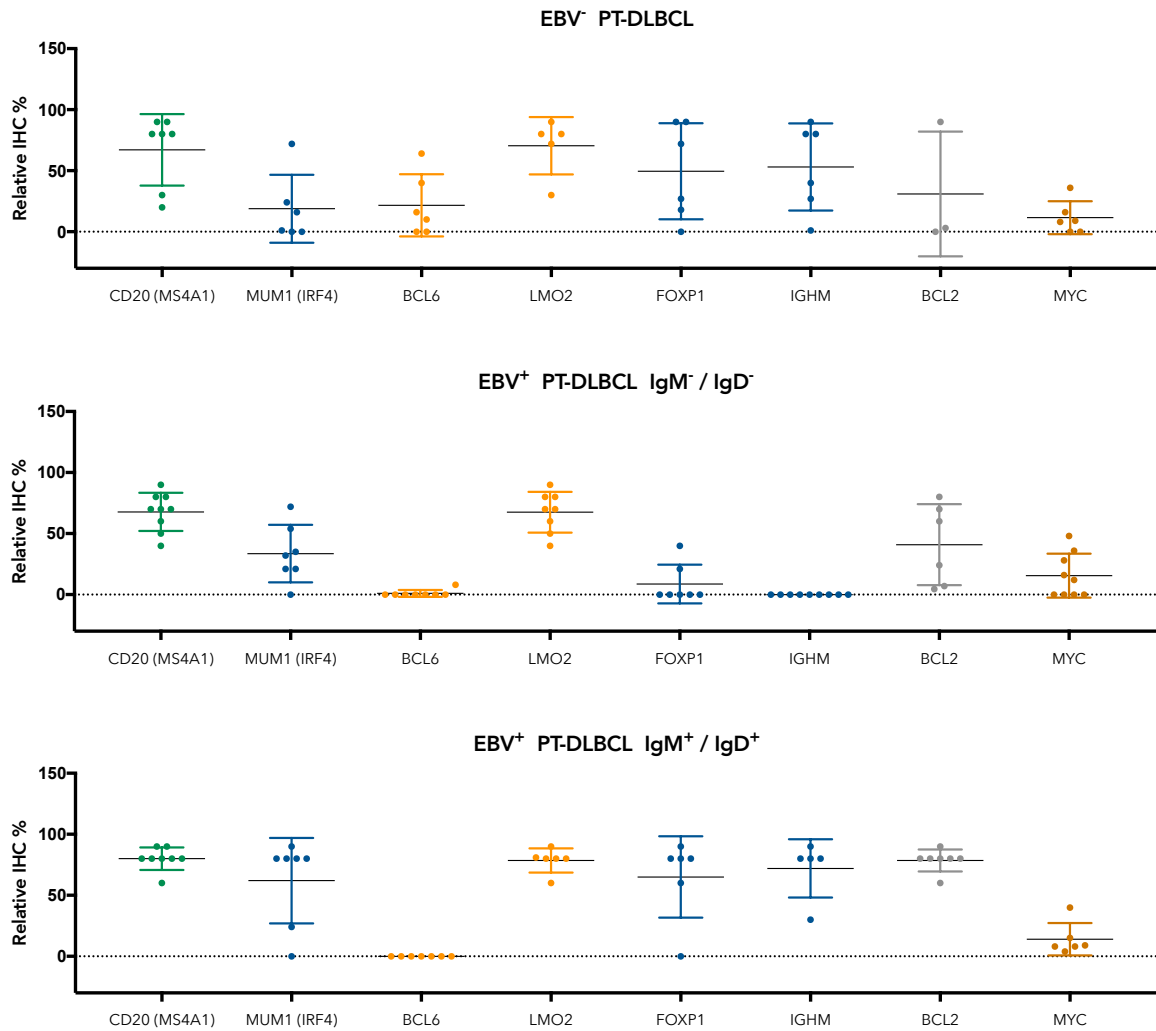 EBV⁻ PT-DLBCL
Relative IHC %
150
100
50
0
CD20 (MS4A1) MUM1 (IRF4) BCL6 LMO2 FOXP1 IGHM BCL2 MYC
EBV⁺ PT-DLBCL IgM⁻ / IgD⁻
Relative IHC %
150
100
50
0
CD20 (MS4A1) MUM1 (IRF4) BCL6 LMO2 FOXP1 IGHM BCL2 MYC
EBV⁺ PT-DLBCL IgM⁺ / IgD⁺
Relative IHC %
150
100
50
0
CD20 (MS4A1) MUM1 (IRF4) BCL6 LMO2 FOXP1 IGHM BCL2 MYC